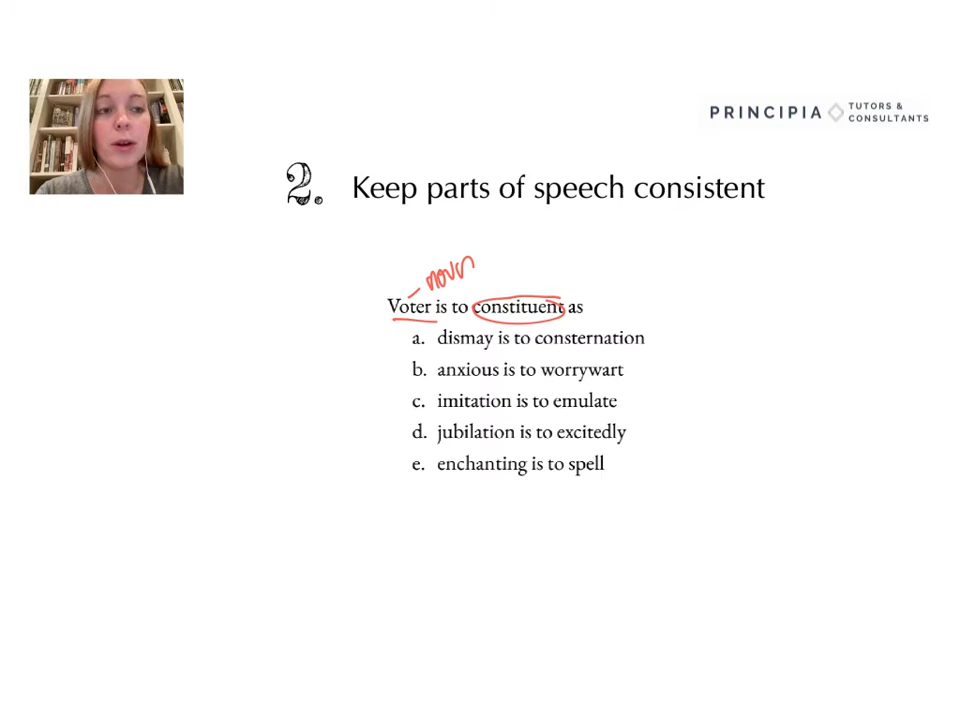 PRINCIPIA TUTORS &
CONSULTANTS
2. Keep parts of speech consistent
noun
Voter is to constituent as
a. dismay is to consternation
b. anxious is to worrywart
c. imitation is to emulate
d. jubilation is to excitedly
e. enchanting is to spell